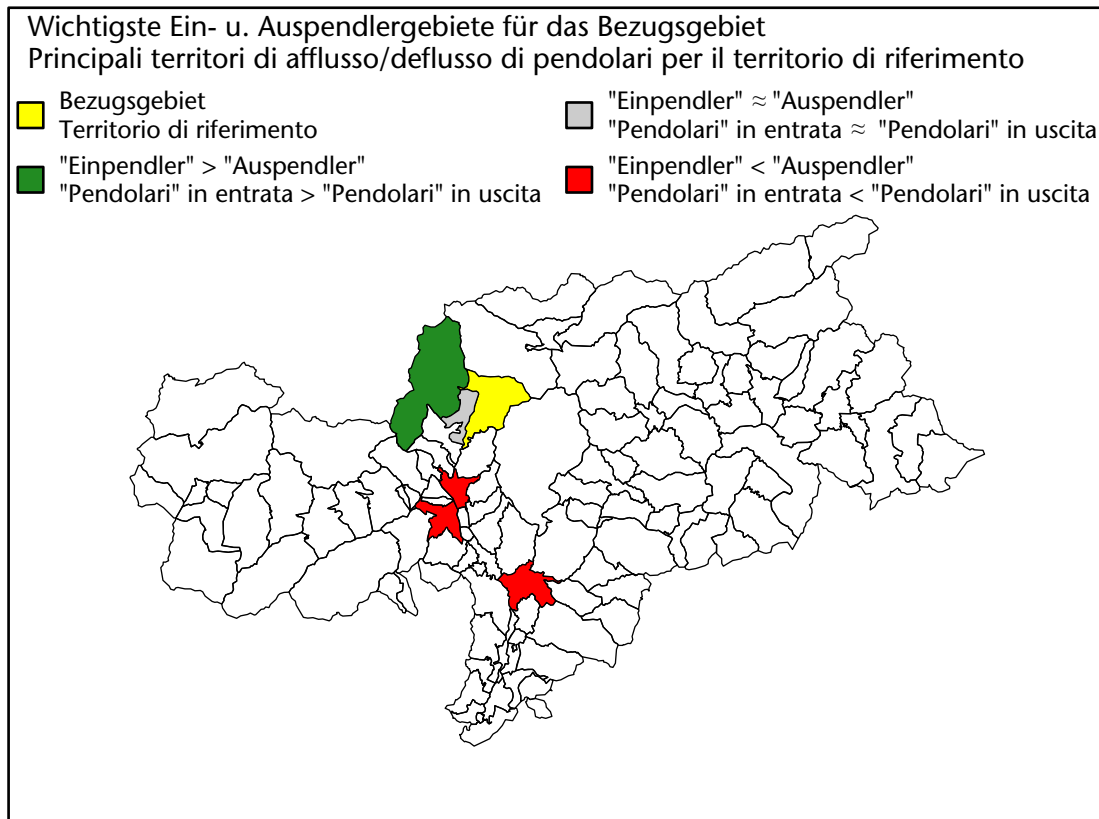 Wichtigste Ein- u. Auspendlergebiete für das Bezugsgebiet
Principali territori di afflusso/deflusso di pendolari per il territorio di riferimento
Bezugsgebiet
Territorio di riferimento
"Einpendler" > "Auspendler"
"Pendolari" in entrata > "Pendolari" in uscita
"Einpendler" ≈ "Auspendler"
"Pendolari" in entrata ≈ "Pendolari" in uscita
"Einpendler" < "Auspendler"
"Pendolari" in entrata < "Pendolari" in uscita